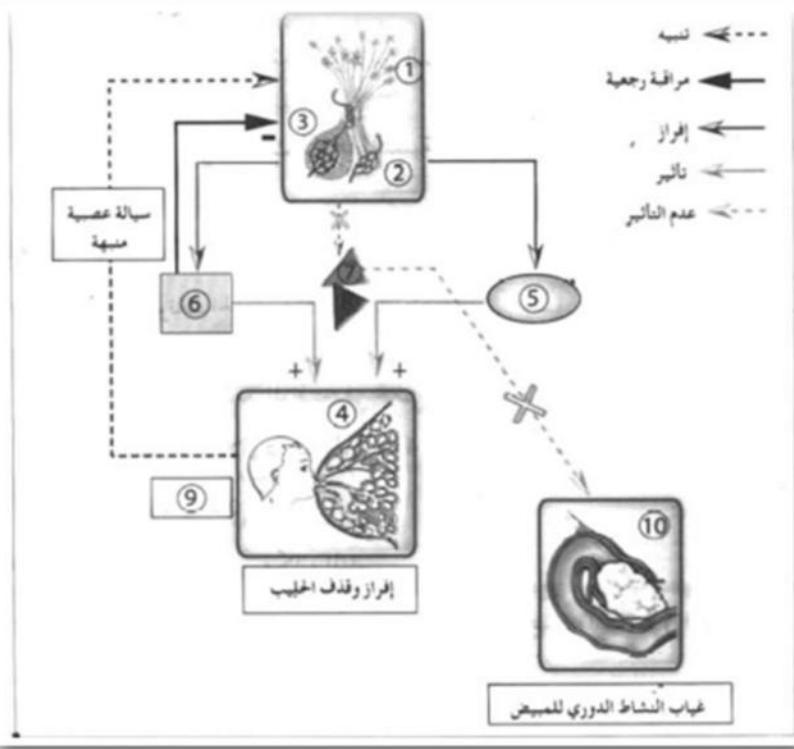 تنبيه
مراقبة رجعية
إفراز
تأثير
عدم التأثير
①
③
②
-
سيالة عصبية
منبهة
⑦
⑥
⑤
+
+
④
⑨
إفراز وقذف الحليب
⑩
غياب النشاط الدوري للمبيض